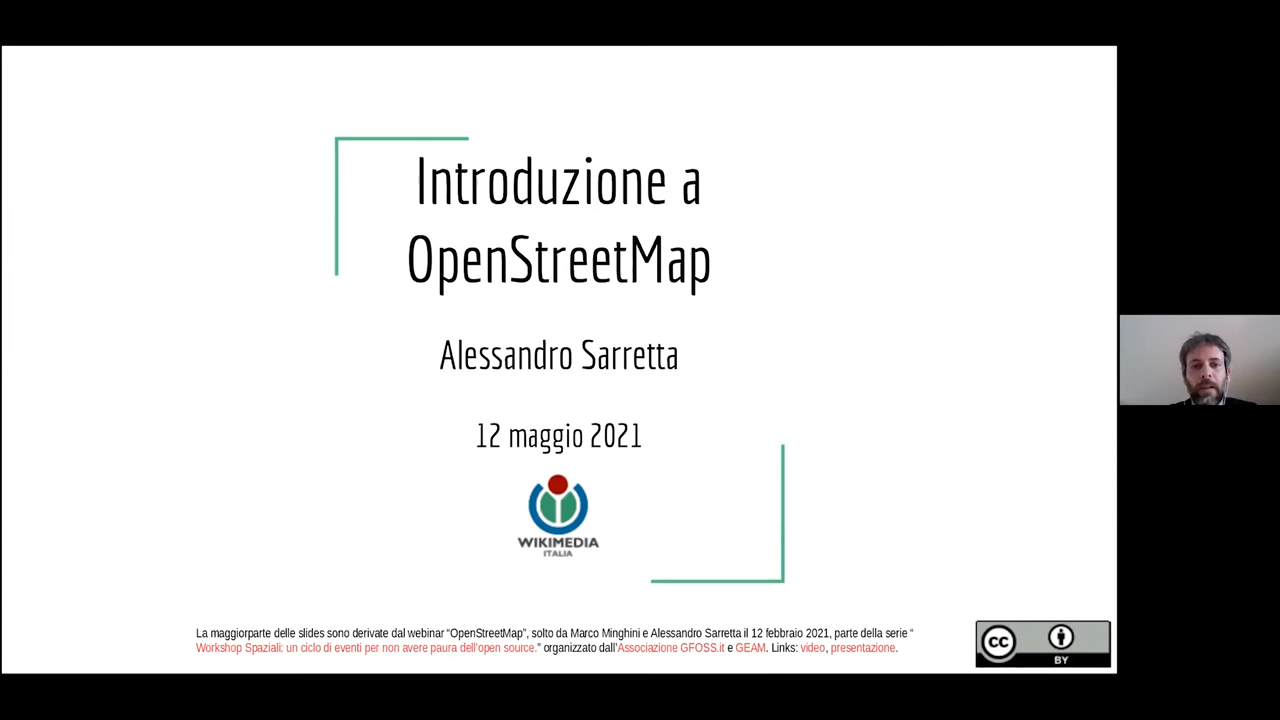 Introduzione a
OpenStreetMap
Alessandro Sarretta
12 maggio 2021
WIKIMEDIA
ITALIA
La maggiorparte delle slides sono derivate dal webinar “OpenStreetMap”, solto da Marco Minghini e Alessandro Sarretta il 12 febbraio 2021, parte della serie “
Workshop Spaziali: un ciclo di eventi per non avere paura dell'open source.” organizzato dall'Associazione GFOSS.it e GEAM. Links: video, presentazione.
CC
BY